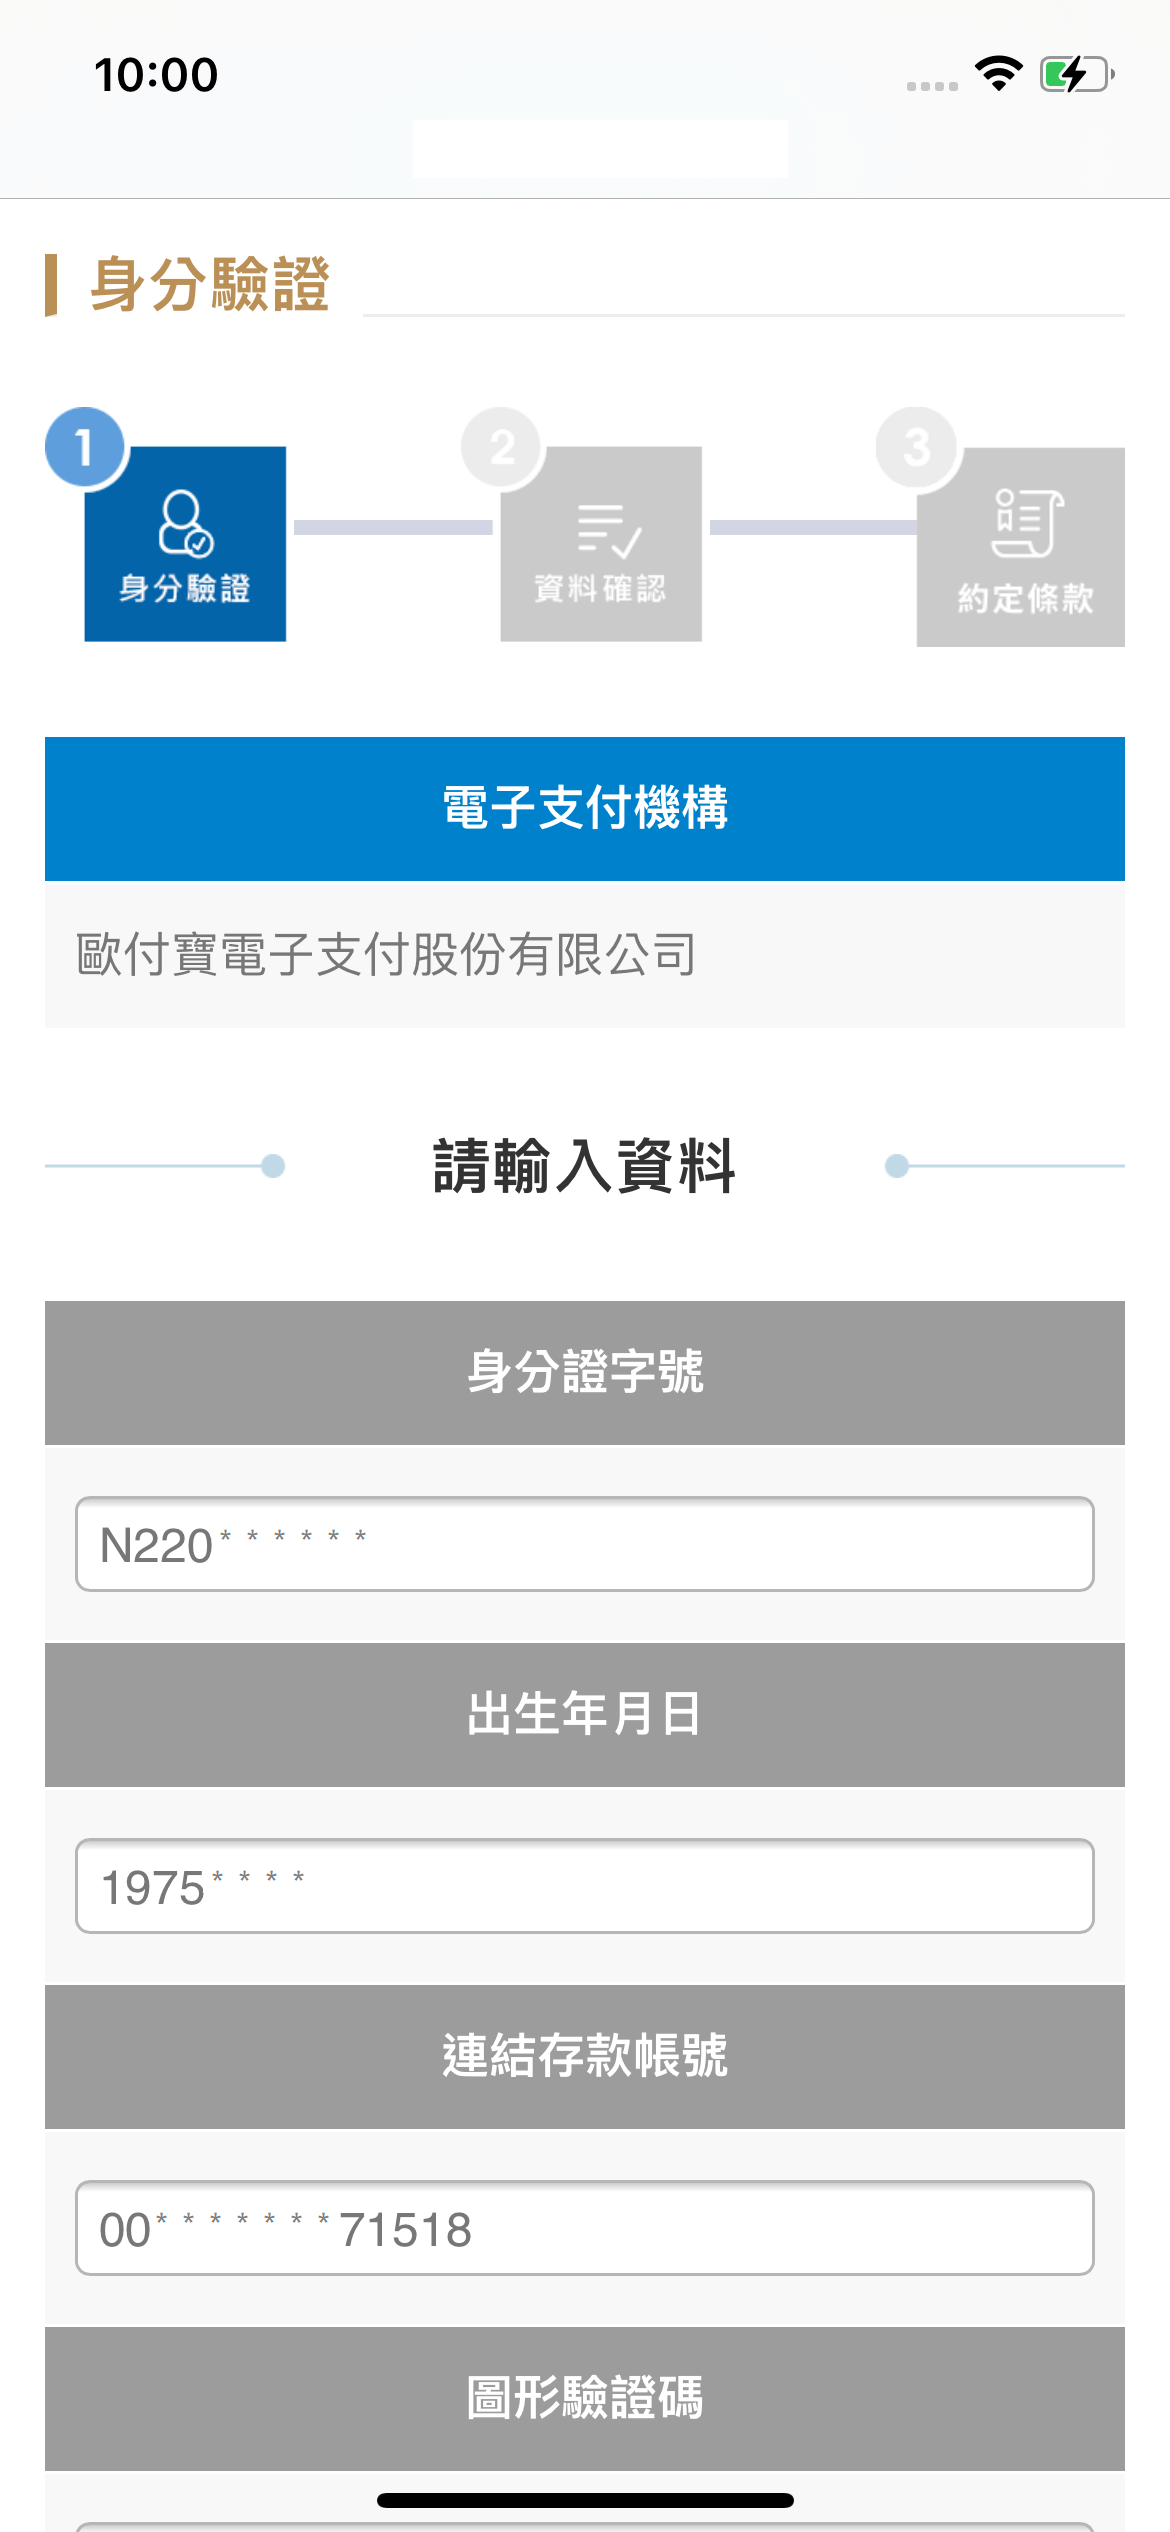 10:00
身分驗證
1
2
3
身分驗證
資料確認
約定條款
電子支付機構
歐付寶電子支付股份有限公司
請輸入資料
身分證字號
N220******
出生年月日
1975****
連結存款帳號
00*******71518
圖形驗證碼